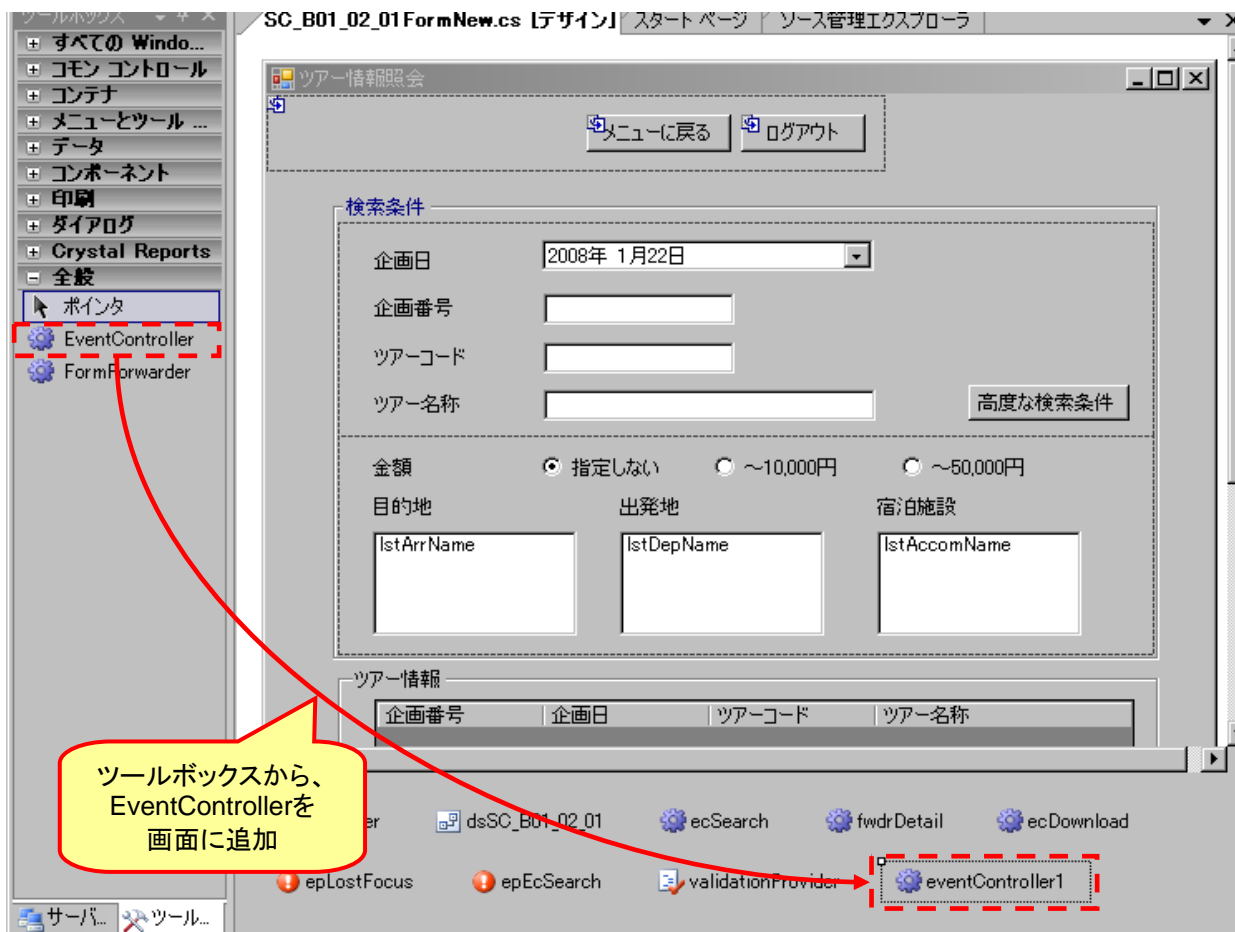 ツールボックス
すべての Windo...
コモン コントロール
コンテナ
メニューとツール ...
データ
コンポーネント
印刷
ダイアログ
Crystal Reports
全般
ポインタ
EventController
FormForwarder
サーバ...
ツール...
SC_B01_02_01FormNew.cs [デザイン]
スタート ページ
ソース管理エクスプローラ
ツアー情報照会
メニューに戻る
ログアウト
検索条件
企画日
2008年 1月22日
企画番号
ツアーコード
ツアー名称
高度な検索条件
金額
指定しない
～10,000円
～50,000円
目的地
出発地
宿泊施設
lstArrName
lstDepName
lstAccomName
ツアー情報
企画番号
企画日
ツアーコード
ツアー名称
ツールボックスから、
EventControllerを
画面に追加
dsSC_B01_02_01
ecSearch
fwdrDetail
ecDownload
epLostFocus
epEcSearch
validationProvider
eventController1